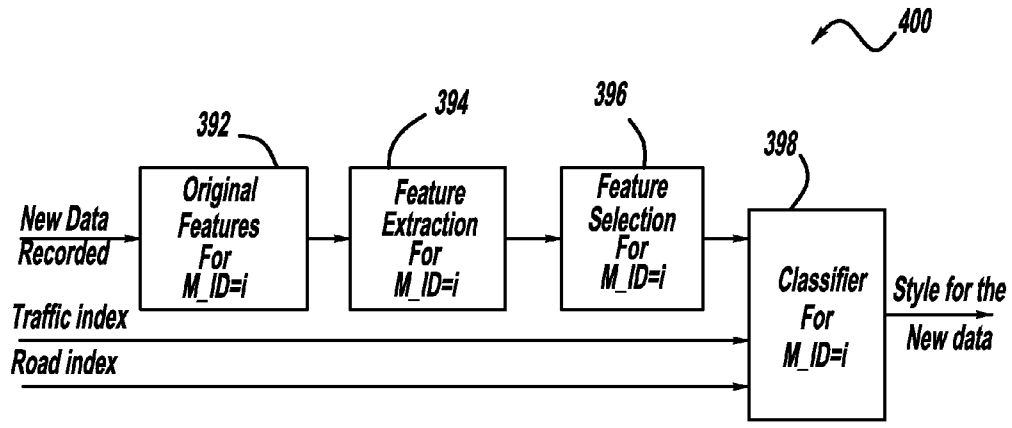 400
392
394
396
398
New Data
Recorded
Original
Features
For
M_ID=i
Feature
Extraction
For
M_ID=i
Feature
Selection
For
M_ID=i
Classifier
For
M_ID=i
Style for the
New data
Traffic index
Road index